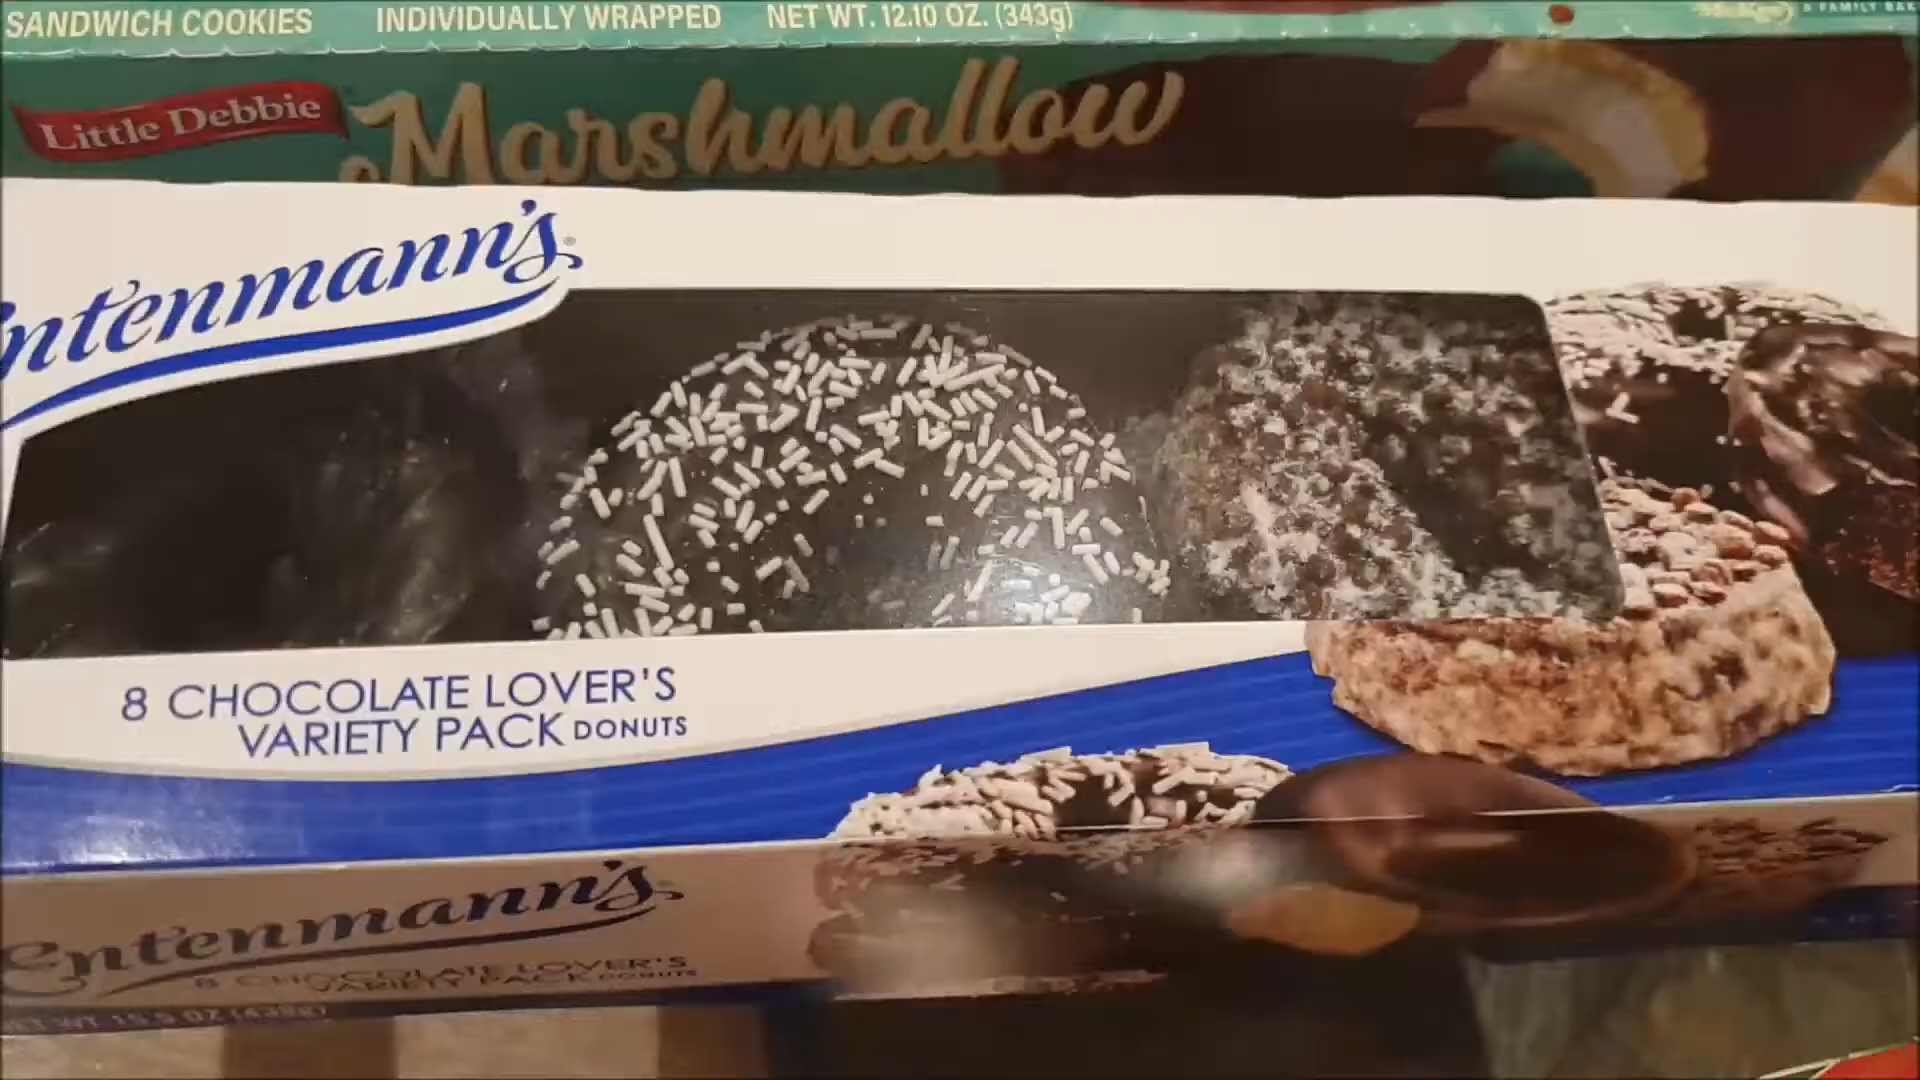 SANDWICH COOKIES INDIVIDUALLY WRAPPED NET WT. 12.10 OZ. (343g)
Little Debbie
Marshmallow
Entenmann's
8 CHOCOLATE LOVER'S
VARIETY PACK DONUTS
Entenmann's
8 CHOCOLATE LOVER'S
VARIETY PACK DONUTS